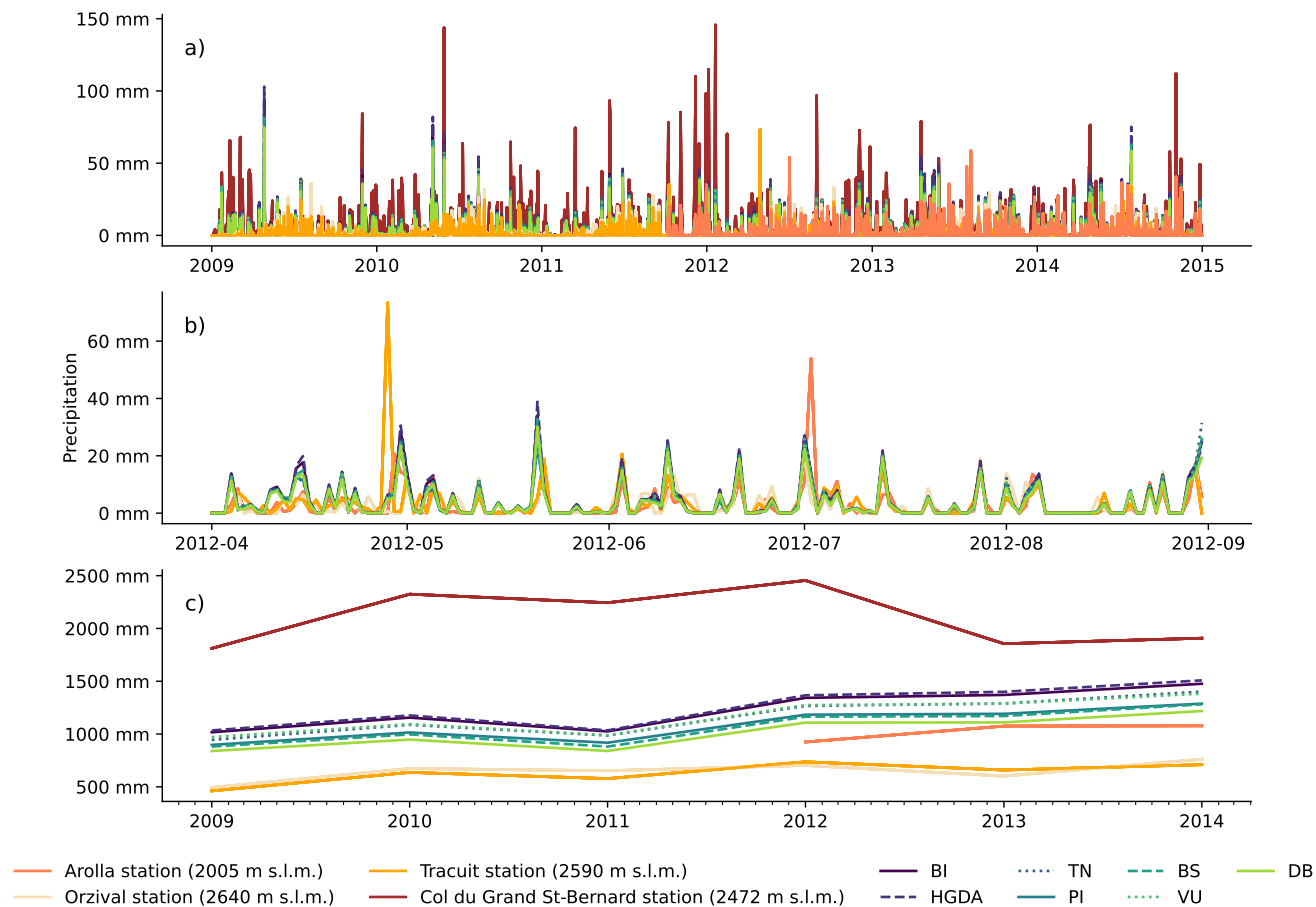 150 mm
a)
100 mm
50 mm
0 mm
2009 2010 2011 2012 2013 2014 2015
b)
60 mm
40 mm
20 mm
0 mm
Precipitation
2012-04 2012-05 2012-06 2012-07 2012-08 2012-09
2500 mm
c)
2000 mm
1500 mm
1000 mm
500 mm
2009 2010 2011 2012 2013 2014
Arolla station (2005 m s.l.m.) Tracuit station (2590 m s.l.m.) BI TN BS DB
Orzival station (2640 m s.l.m.) Col du Grand St-Bernard station (2472 m s.l.m.) HGDA PI VU